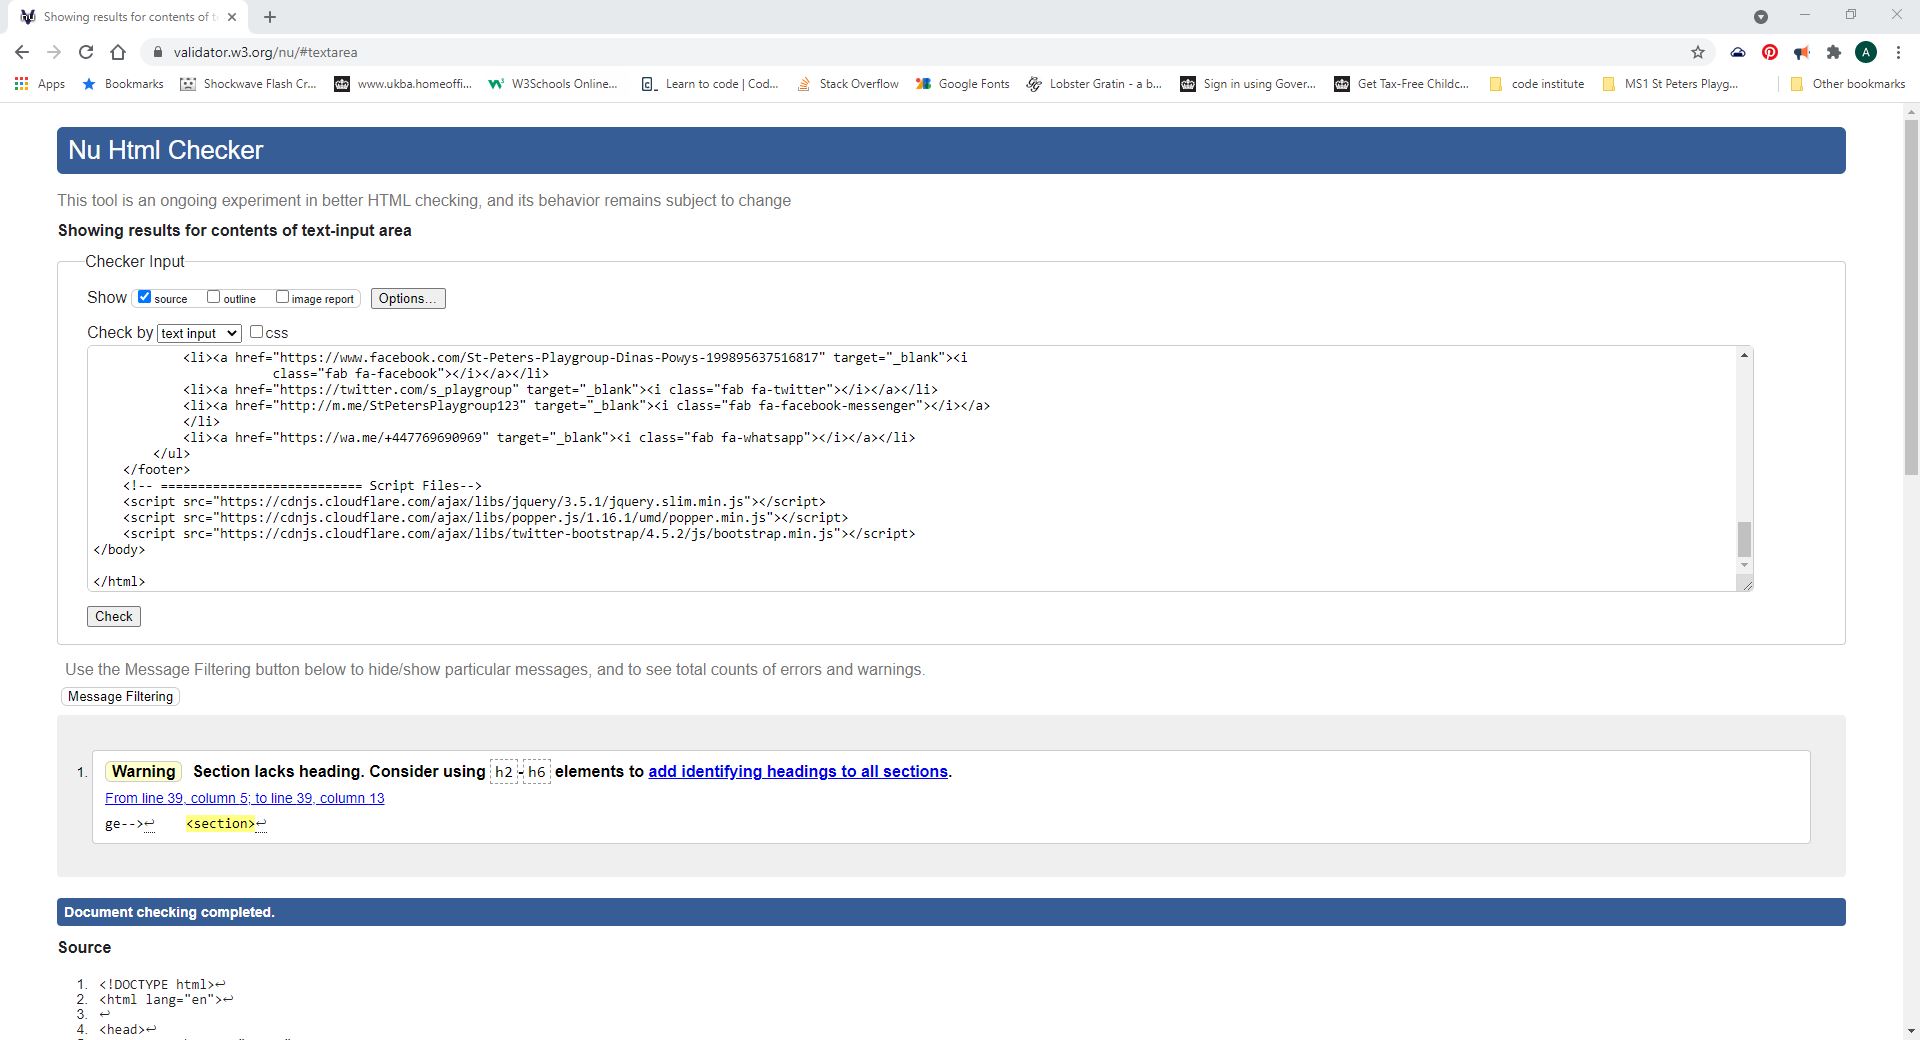 Showing results for contents of t
validator.w3.org/nu/#textarea
A
Apps Bookmarks Shockwave Flash Cr... www.ukba.homeoffi... W3Schools Online... Learn to code | Cod... Stack Overflow Google Fonts Lobster Gratin - a b... Sign in using Gover... Get Tax-Free Childc... code institute MS1 St Peters Playg... Other bookmarks
Nu Html Checker
This tool is an ongoing experiment in better HTML checking, and its behavior remains subject to change
Showing results for contents of text-input area
Checker Input
Show source outline image report Options...
Check by text input css
<li><a href="https://www.facebook.com/St-Peters-Playgroup-Dinas-Powys-199895637516817" target="_blank"><i
class="fab fa-facebook"></i></a></li>
<li><a href="https://twitter.com/s_playgroup" target="_blank"><i class="fab fa-twitter"></i></a></li>
<li><a href="http://m.me/StPetersPlaygroup123" target="_blank"><i class="fab fa-facebook-messenger"></i></a>
</li>
<li><a href="https://wa.me/+447769690969" target="_blank"><i class="fab fa-whatsapp"></i></a></li>
</ul>
</footer>
<!-- =========================== Script Files-->
<script src="https://cdnjs.cloudflare.com/ajax/libs/jquery/3.5.1/jquery.slim.min.js"></script>
<script src="https://cdnjs.cloudflare.com/ajax/libs/popper.js/1.16.1/umd/popper.min.js"></script>
<script src="https://cdnjs.cloudflare.com/ajax/libs/twitter-bootstrap/4.5.2/js/bootstrap.min.js"></script>
</body>
</html>
Check
Use the Message Filtering button below to hide/show particular messages, and to see total counts of errors and warnings.
Message Filtering
1. Warning Section lacks heading. Consider using h2-h6 elements to add identifying headings to all sections.
From line 39, column 5; to line 39, column 13
ge-->↩ <section>↩
Document checking completed.
Source
1. <!DOCTYPE html>↩
2. <html lang="en">↩
3. ↩
4. <head>↩